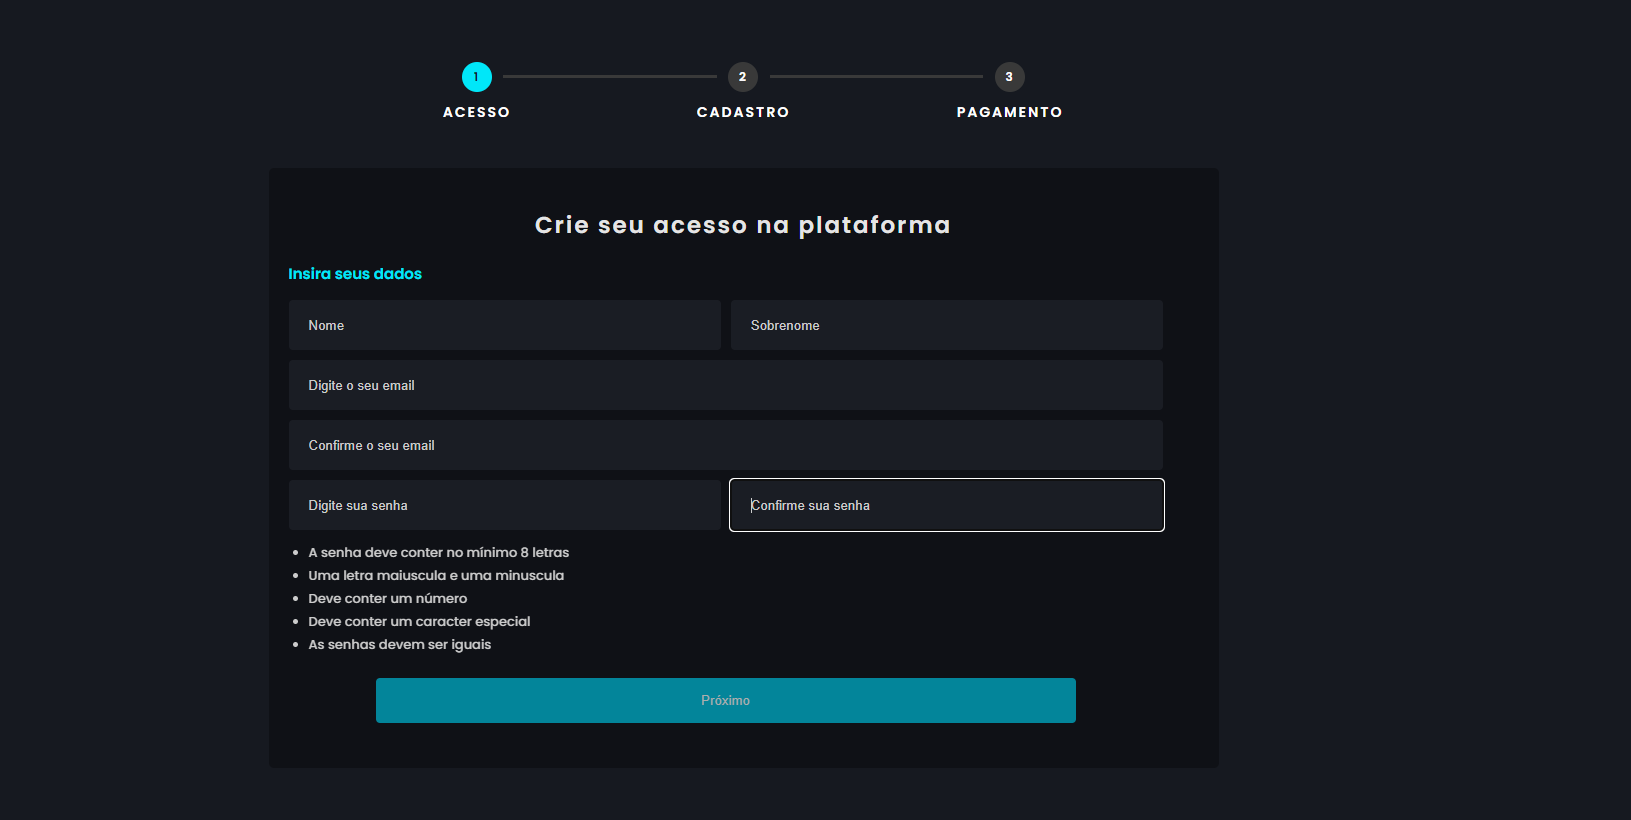 1 2 3
ACESSO CADASTRO PAGAMENTO
Crie seu acesso na plataforma
Insira seus dados
Nome Sobrenome
Digite o seu email
Confirme o seu email
Digite sua senha Confirme sua senha
• A senha deve conter no mínimo 8 letras
• Uma letra maiuscula e uma minuscula
• Deve conter um número
• Deve conter um caracter especial
• As senhas devem ser iguais
Próximo